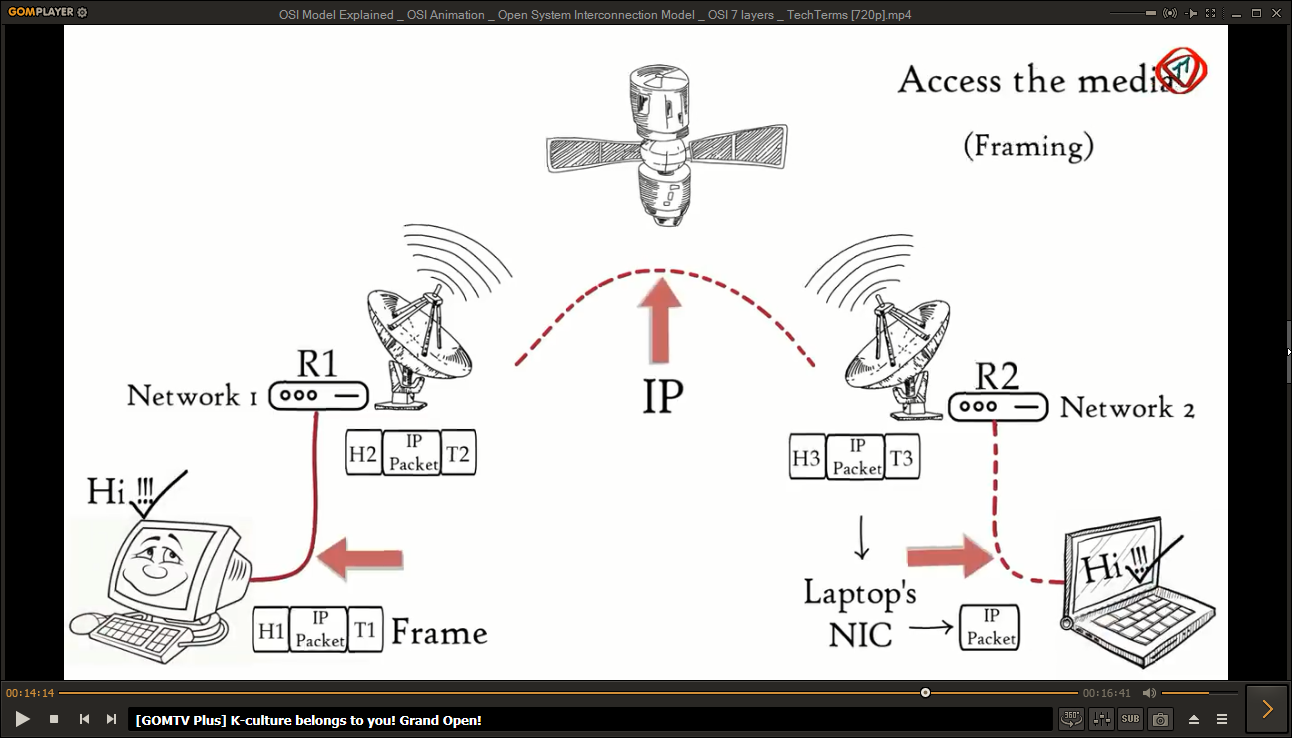 GOMPLAYER
OSI Model Explained _ OSI Animation _ Open System Interconnection Model _ OSI 7 layers _ TechTerms [720p].mp4
Access the media
(Framing)
R1
Network 1
IP
R2
Network 2
H2 IP Packet T2
H3 IP Packet T3
Hi !!!
Hi !!!
Laptop's
NIC
IP Packet
H1 IP Packet T1 Frame
00:14:14
00:16:41
[GOMTV Plus] K-culture belongs to you! Grand Open!
360°
SUB